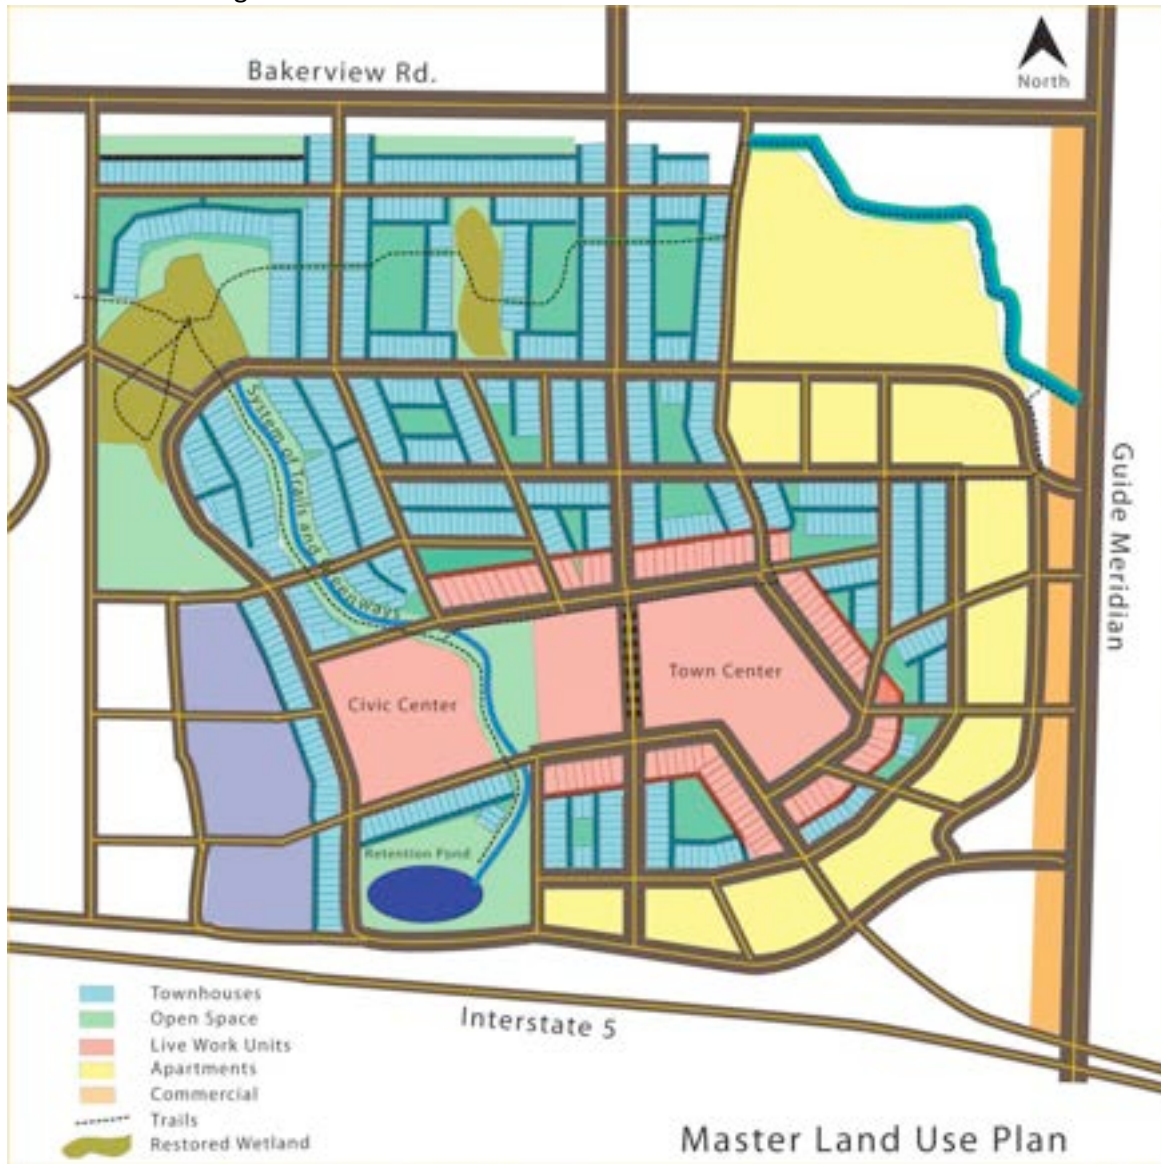 Bakerview Rd.
North
System of Trails and Greenways
Guide Meridian
Town Center
Civic Center
Retention Pond
Interstate 5
Townhouses
Open Space
Live Work Units
Apartments
Commercial
Trails
Restored Wetland
Master Land Use Plan